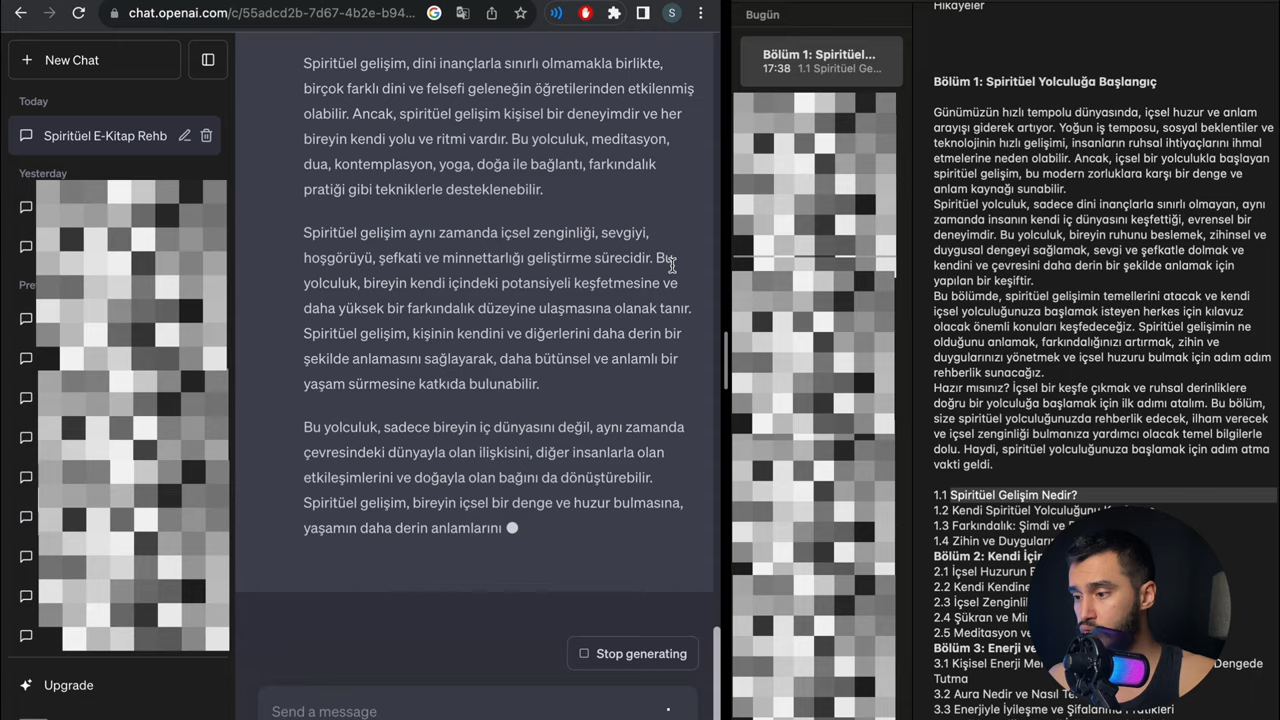 chat.openai.com/c/55adcd2b-7d67-4b2e-b94...
S
New Chat
Today
Spiritüel E-Kitap Rehb
Yesterday
Pre
Upgrade
Spiritüel gelişim, dini inançlarla sınırlı olmamakla birlikte,
birçok farklı dini ve felsefi geleneğin öğretilerinden etkilenmiş
olabilir. Ancak, spiritüel gelişim kişisel bir deneyimdir ve her
bireyin kendi yolu ve ritmi vardır. Bu yolculuk, meditasyon,
dua, kontemplasyon, yoga, doğa ile bağlantı, farkındalık
pratiği gibi tekniklerle desteklenebilir.
Spiritüel gelişim aynı zamanda içsel zenginliği, sevgiyi,
hoşgörüyü, şefkati ve minnettarlığı geliştirme sürecidir. Bu
yolculuk, bireyin kendi içindeki potansiyeli keşfetmesine ve
daha yüksek bir farkındalık düzeyine ulaşmasına olanak tanır.
Spiritüel gelişim, kişinin kendini ve diğerlerini daha derin bir
şekilde anlamasını sağlayarak, daha bütünsel ve anlamlı bir
yaşam sürmesine katkıda bulunabilir.
Bu yolculuk, sadece bireyin iç dünyasını değil, aynı zamanda
çevresindeki dünyayla olan ilişkisini, diğer insanlarla olan
etkileşimlerini ve doğayla olan bağını da dönüştürebilir.
Spiritüel gelişim, bireyin içsel bir denge ve huzur bulmasına,
yaşamın daha derin anlamlarını
Stop generating
Send a message
Bugün
Bölüm 1: Spiritüel...
17:38 1.1 Spiritüel Ge...
Hikayeler
Bölüm 1: Spiritüel Yolculuğa Başlangıç
Günümüzün hızlı tempolu dünyasında, içsel huzur ve anlam
arayışı giderek artıyor. Yoğun iş temposu, sosyal beklentiler ve
teknolojinin hızlı gelişimi, insanların ruhsal ihtiyaçlarını ihmal
etmelerine neden olabilir. Ancak, içsel bir yolculukla başlayan
spiritüel gelişim, bu modern zorluklara karşı bir denge ve
anlam kaynağı sunabilir.
Spiritüel yolculuk, sadece dini inançlarla sınırlı olmayan, aynı
zamanda insanın kendi iç dünyasını keşfettiği, evrensel bir
deneyimdir. Bu yolculuk, bireyin ruhunu beslemek, zihinsel ve
duygusal dengeyi sağlamak, sevgi ve şefkatle dolmak ve
kendini ve çevresini daha derin bir şekilde anlamak için
yapılan bir keşiftir.
Bu bölümde, spiritüel gelişimin temellerini atacak ve kendi
içsel yolculuğunuza başlamak isteyen herkes için kılavuz
olacak önemli konuları keşfedeceğiz. Spiritüel gelişimin ne
olduğunu anlamak, farkındalığınızı artırmak, zihin ve
duygularınızı yönetmek ve içsel huzuru bulmak için adım adım
rehberlik sunacağız.
Hazır mısınız? İçsel bir keşfe çıkmak ve ruhsal derinliklere
doğru bir yolculuğa başlamak için ilk adımı atalım. Bu bölüm,
size spiritüel yolculuğunuzda rehberlik edecek, ilham verecek
ve içsel zenginliği bulmanıza yardımcı olacak temel bilgilerle
dolu. Haydi, spiritüel yolculuğunuza başlamak için adım atma
vakti geldi.
1.1 Spiritüel Gelişim Nedir?
1.2 Kendi Spiritüel Yolculuğunu
1.3 Farkındalık: Şimdi ve
1.4 Zihin ve Duyguların
Bölüm 2: Kendi İçin
2.1 İçsel Huzurun
2.2 Kendi Kendine
2.3 İçsel Zenginli
2.4 Şükran ve Min
2.5 Meditasyon ve
Bölüm 3: Enerji ve
3.1 Kişisel Enerji Dengede
Tutma
3.2 Aura Nedir ve Nasıl
3.3 Enerjiyle İyileşme ve Şifalanma Pratikleri